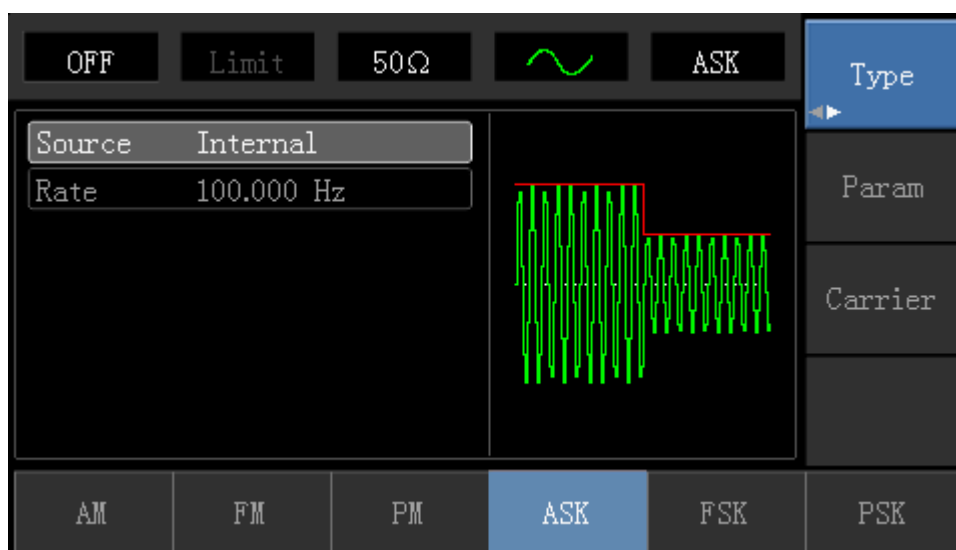 OFF Limit 50Ω ASK
Type
Source Internal
Rate 100.000 Hz
Param
Carrier
AM FM PM ASK FSK PSK